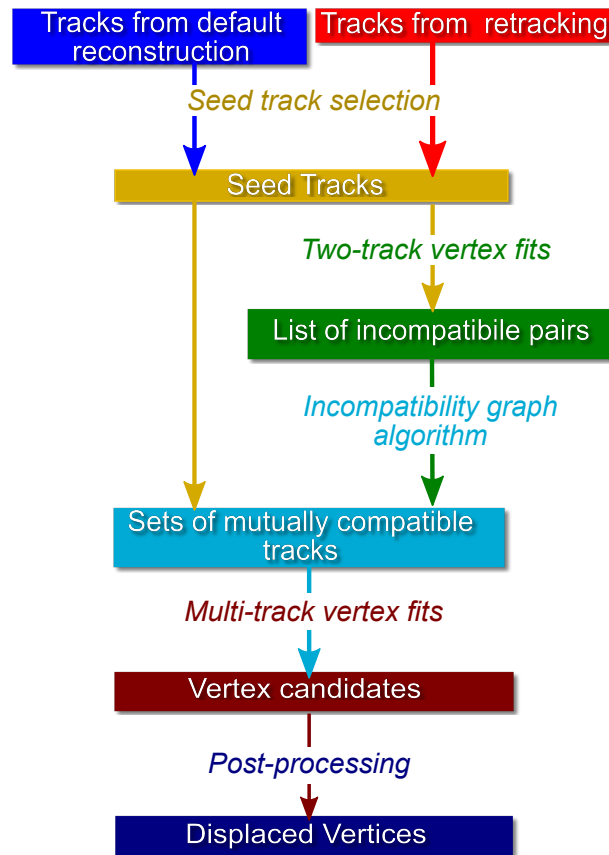 Tracks from default
reconstruction
Tracks from retracking
Seed track selection
Seed Tracks
Two-track vertex fits
List of incompatibile pairs
Incompatibility graph
algorithm
Sets of mutually compatible
tracks
Multi-track vertex fits
Vertex candidates
Post-processing
Displaced Vertices